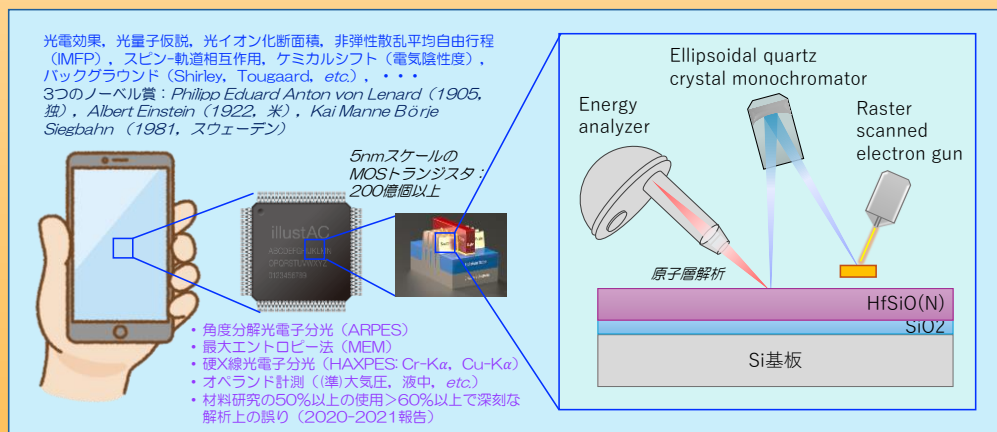 光電効果，光量子仮説，光イオン化断面積，非弾性散乱平均自由行程
（IMFP），スピン-軌道相互作用，ケミカルシフト（電気陰性度），
バックグラウンド（Shirley，Tougaard，etc.），・・・
3つのノーベル賞：Philipp Eduard Anton von Lenard（1905，
独），Albert Einstein（1922，米），Kai Manne Börje
Siegbahn （1981，スウェーデン）
5nmスケールの
MOSトランジスタ：
200億個以上
illustAC
• 角度分解光電子分光（ARPES）
• 最大エントロピー法（MEM）
• 硬X線光電子分光（HAXPES: Cr-Kα，Cu-Kα）
• オペランド計測（(準)大気圧，液中，etc.）
• 材料研究の50%以上の使用＞60%以上で深刻な
解析上の誤り（2020-2021報告）
Ellipsoidal quartz
crystal monochromator
Energy
analyzer
Raster
scanned
electron gun
原子層解析
HfSiO(N)
SiO2
Si基板